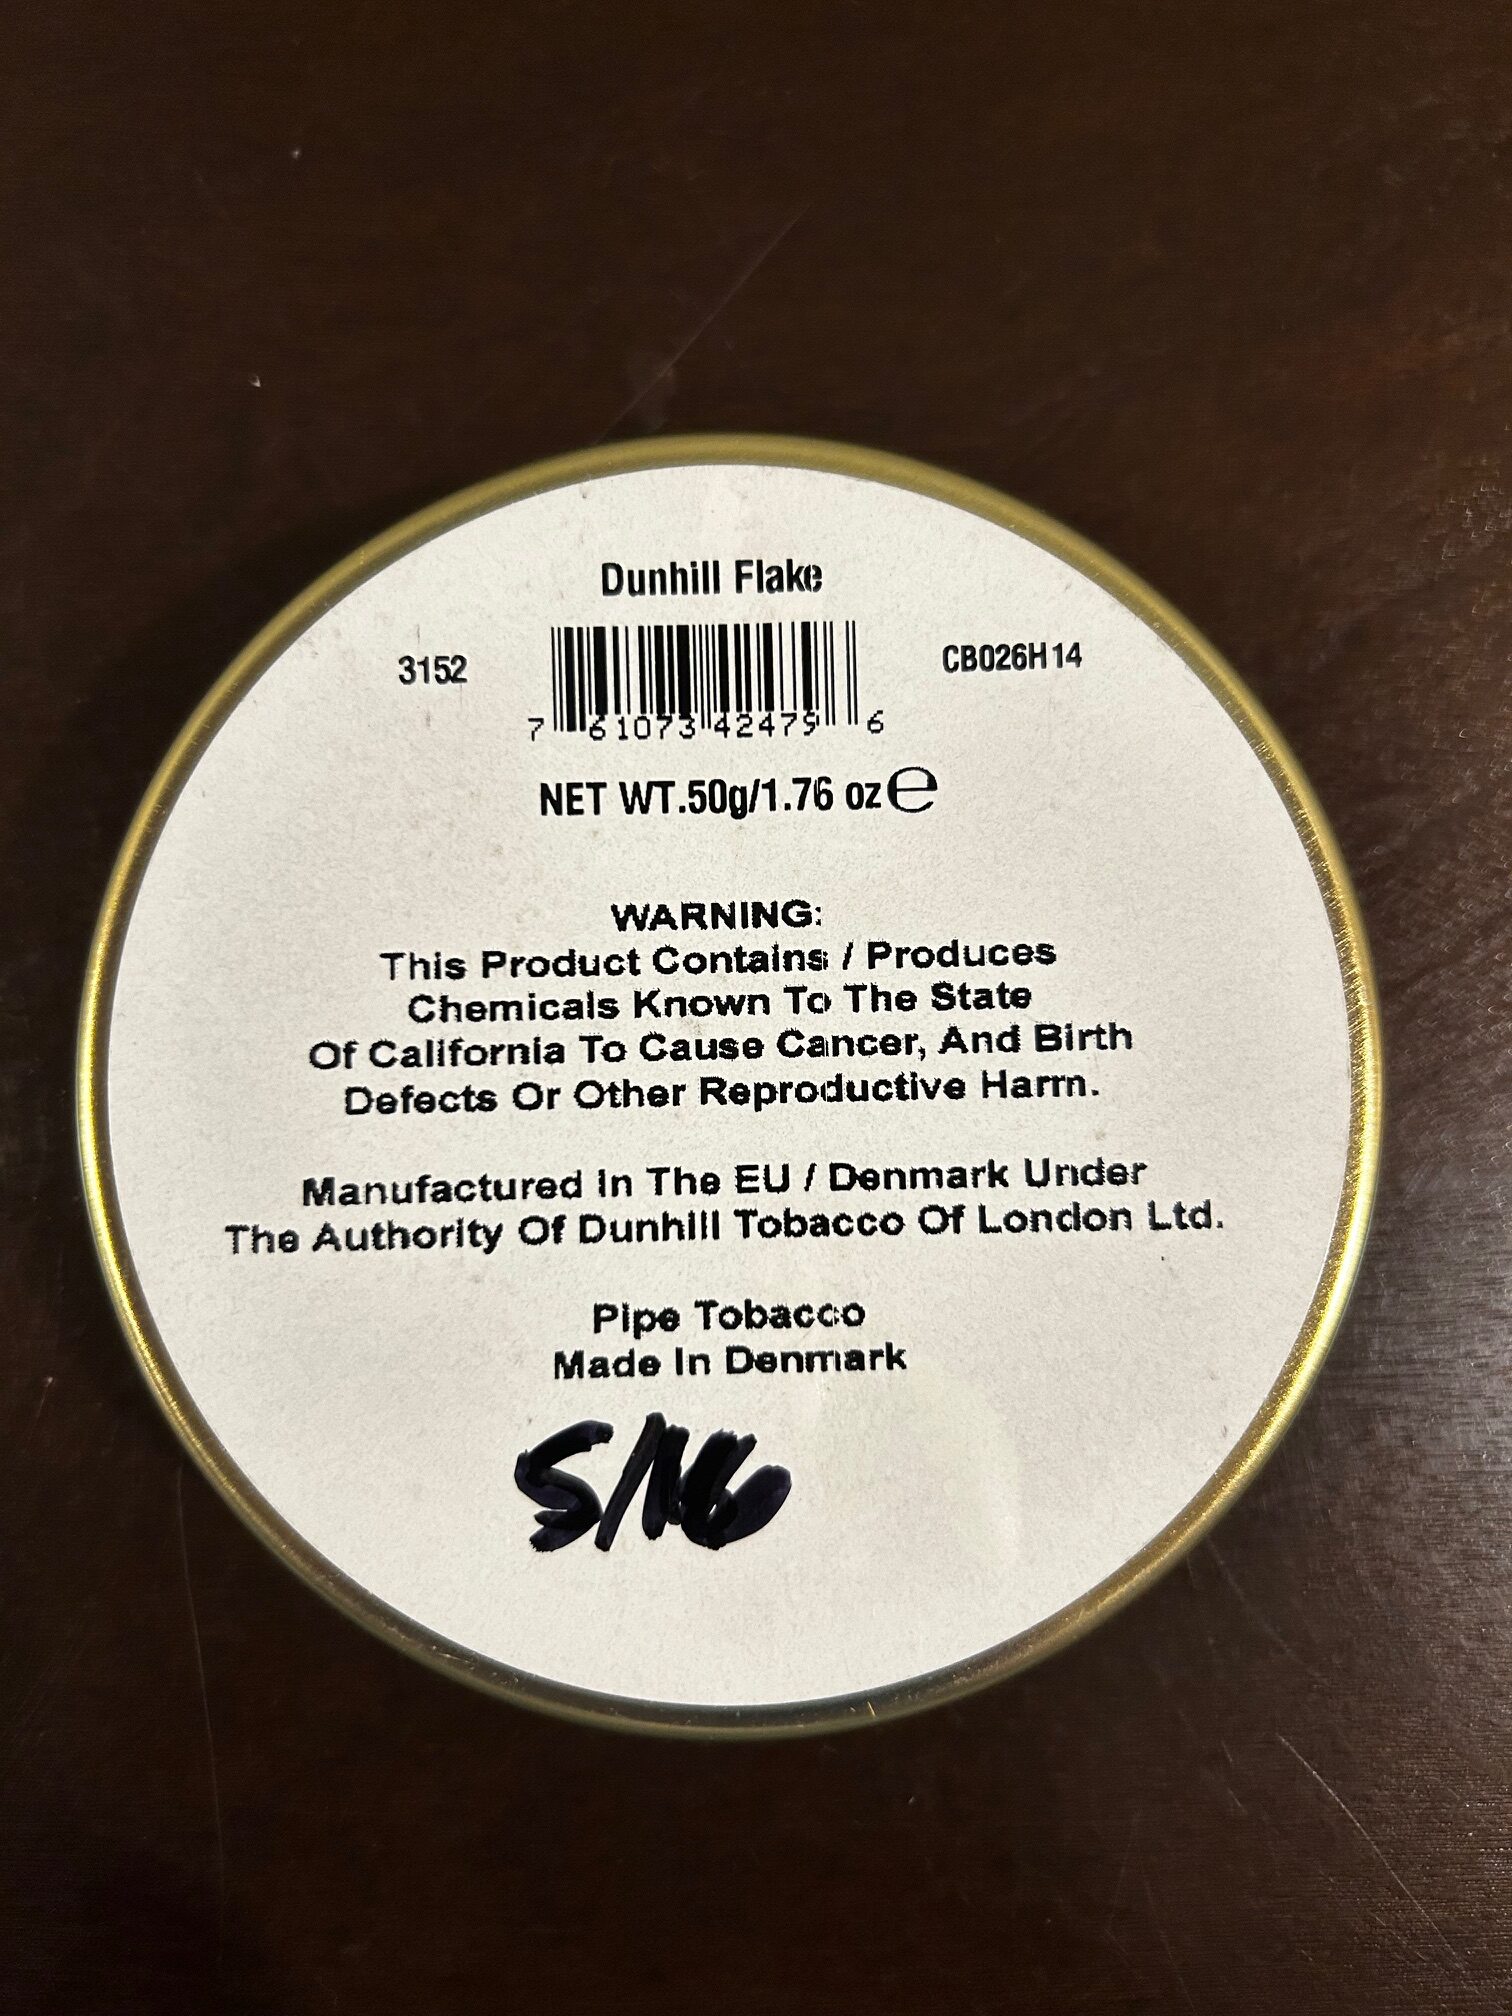 Dunhill Flake
3152
CB026H14
7 61073 42479 6
NET WT.50g/1.76 oz ℮
WARNING:
This Product Contains / Produces
Chemicals Known To The State
Of California To Cause Cancer, And Birth
Defects Or Other Reproductive Harm.
Manufactured In The EU / Denmark Under
The Authority Of Dunhill Tobacco Of London Ltd.
Pipe Tobacco
Made In Denmark
5/16